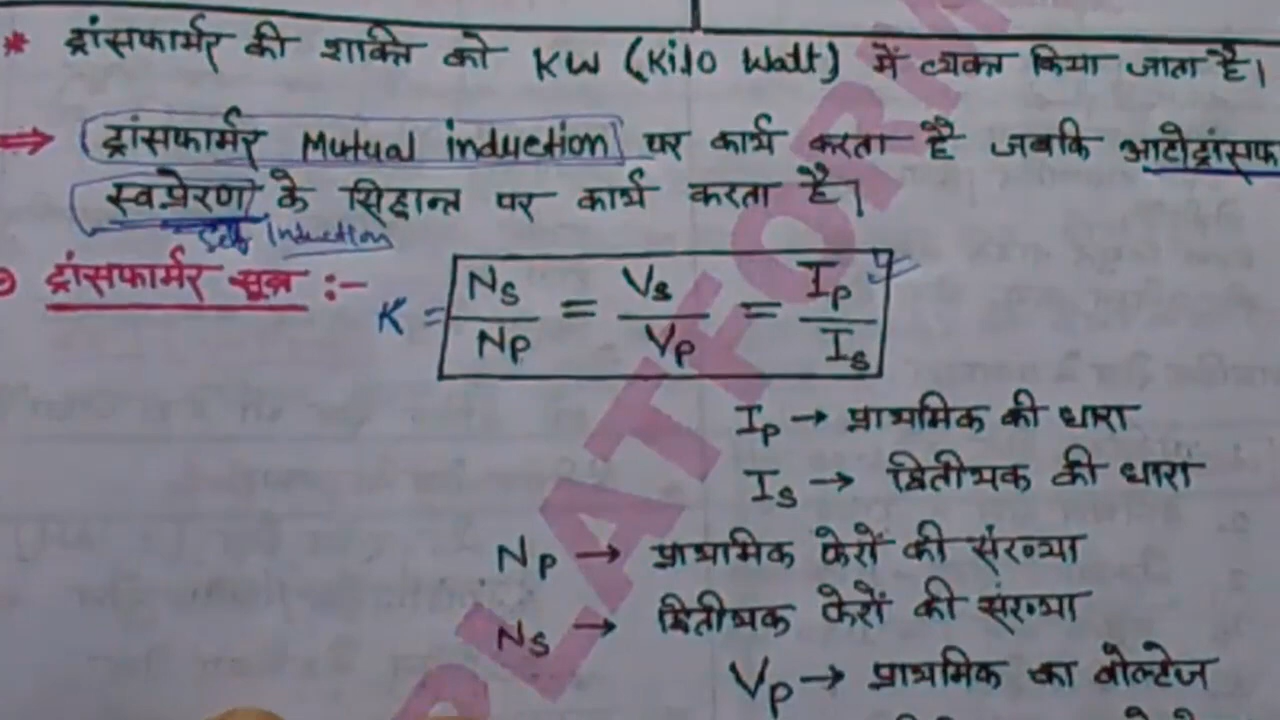 * ट्रांसफार्मर की शक्ति को KW (Kilo Watt) में व्यक्त किया जाता है।
⇒ ट्रांसफार्मर Mutual induction पर कार्य करता है जबकि ऑटोट्रांसफा
स्वप्रेरण के सिद्धान्त पर कार्य करता है।
Self Induction
ट्रांसफार्मर सूत्र :-
K = Ns/Np = Vs/Vp = Ip/Is
Ip → प्राथमिक की धारा
Is → द्वितीयक की धारा
Np → प्राथमिक फेरों की संख्या
Ns → द्वितीयक फेरों की संख्या
Vp → प्राथमिक का वोल्टेज
PLATFORM